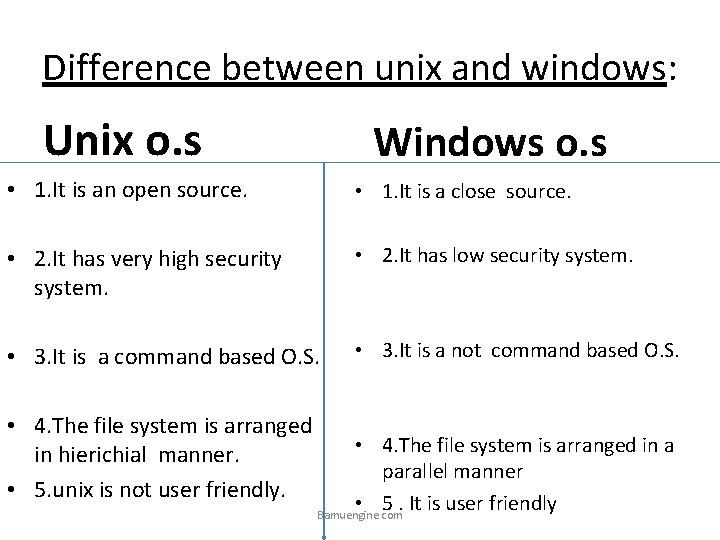 Difference between unix and windows:
Unix o.s
• 1.It is an open source.
• 2.It has very high security
system.
• 3.It is a command based O.S.
• 4.The file system is arranged
in hierichial manner.
• 5.unix is not user friendly.
Windows o.s
• 1.It is a close source.
• 2.It has low security system.
• 3.It is a not command based O.S.
• 4.The file system is arranged in a
parallel manner
• 5 . It is user friendly
Bamuengine com